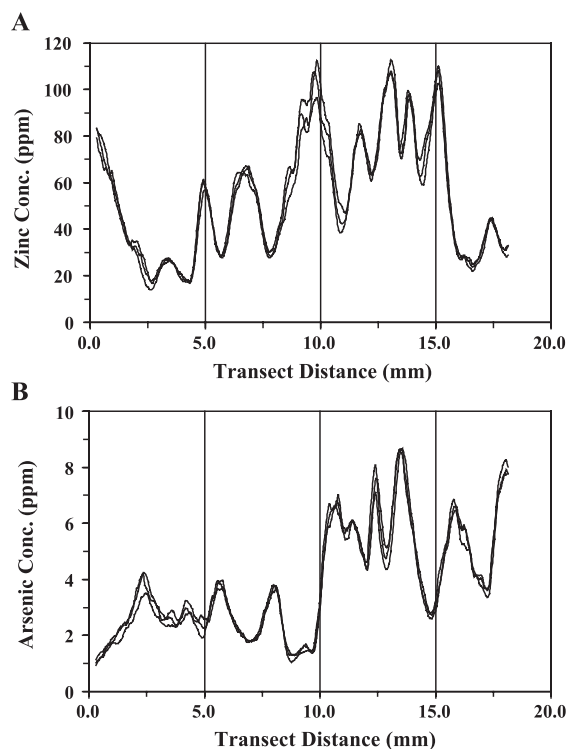 A
120
100
80
60
40
20
0
Zinc Conc. (ppm)
0.0 5.0 10.0 15.0 20.0
Transect Distance (mm)
B
10
8
6
4
2
0
Arsenic Conc. (ppm)
0.0 5.0 10.0 15.0 20.0
Transect Distance (mm)